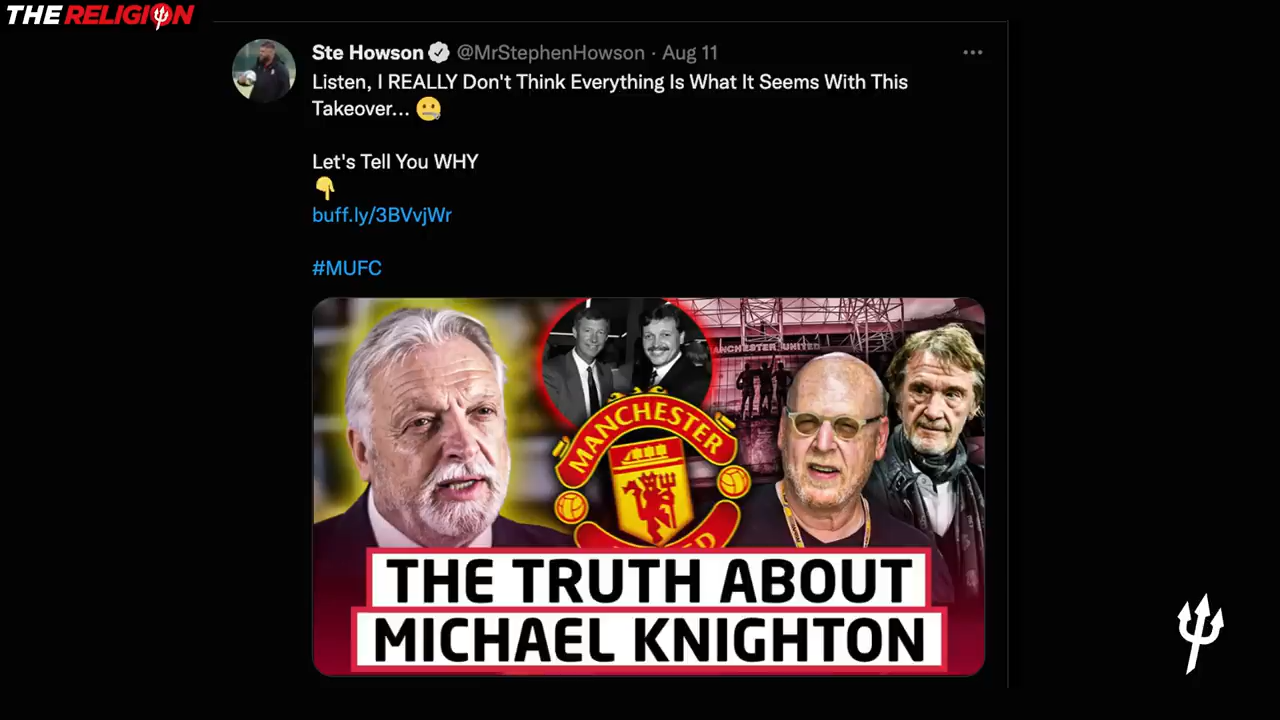 THE RELIGION
Ste Howson @MrStephenHowson · Aug 11
Listen, I REALLY Don't Think Everything Is What It Seems With This
Takeover... 🤐
Let's Tell You WHY
👇
buff.ly/3BVvjWr
#MUFC
MANCHESTER UNITED
MANCHESTER
THE TRUTH ABOUT
MICHAEL KNIGHTON